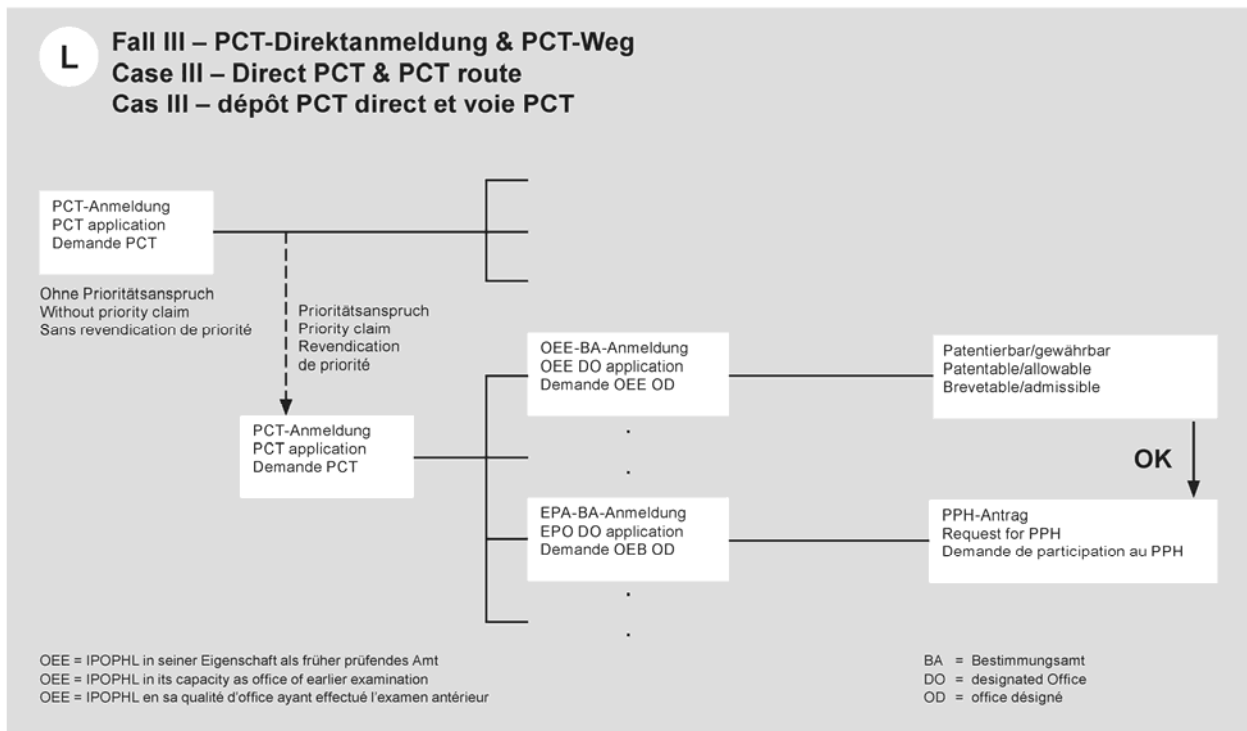 L
Fall III – PCT-Direktanmeldung & PCT-Weg
Case III – Direct PCT & PCT route
Cas III – dépôt PCT direct et voie PCT
PCT-Anmeldung
PCT application
Demande PCT
Ohne Prioritätsanspruch
Without priority claim
Sans revendication de priorité
Prioritätsanspruch
Priority claim
Revendication
de priorité
OEE-BA-Anmeldung
OEE DO application
Demande OEE OD
Patentierbar/gewährbar
Patentable/allowable
Brevetable/admissible
PCT-Anmeldung
PCT application
Demande PCT
OK
EPA-BA-Anmeldung
EPO DO application
Demande OEB OD
PPH-Antrag
Request for PPH
Demande de participation au PPH
OEE = IPOPHL in seiner Eigenschaft als früher prüfendes Amt
OEE = IPOPHL in its capacity as office of earlier examination
OEE = IPOPHL en sa qualité d'office ayant effectué l'examen antérieur
BA = Bestimmungsamt
DO = designated Office
OD = office désigné